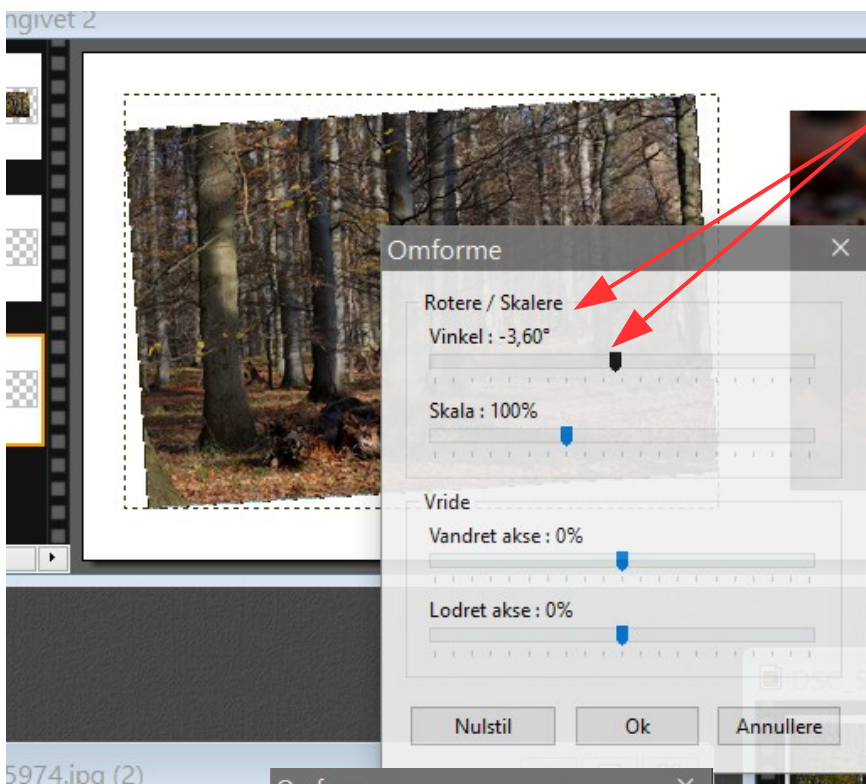 ngivet 2
Omforme
Rotere / Skalere
Vinkel : -3,60°
Skala : 100%
Vride
Vandret akse : 0%
Lodret akse : 0%
Nulstil
Ok
Annullere
DSC_5
5974.jpg (2)